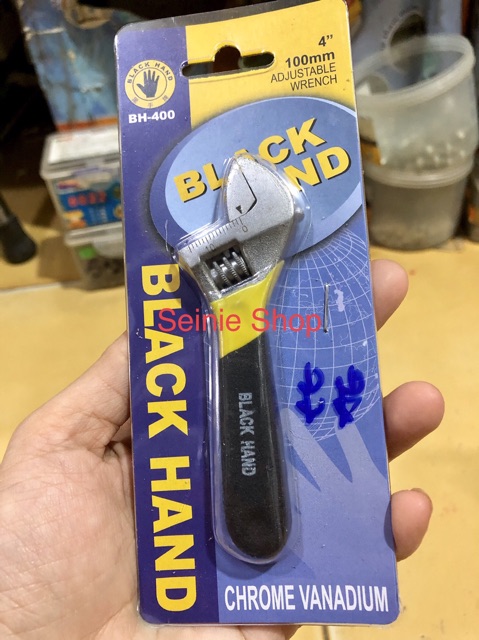 BLACK HAND
BH-400
4"
100mm
ADJUSTABLE
WRENCH
BLACK
HAND
BLACK HAND
Seinie Shop
BLACK HAND
CHROME VANADIUM